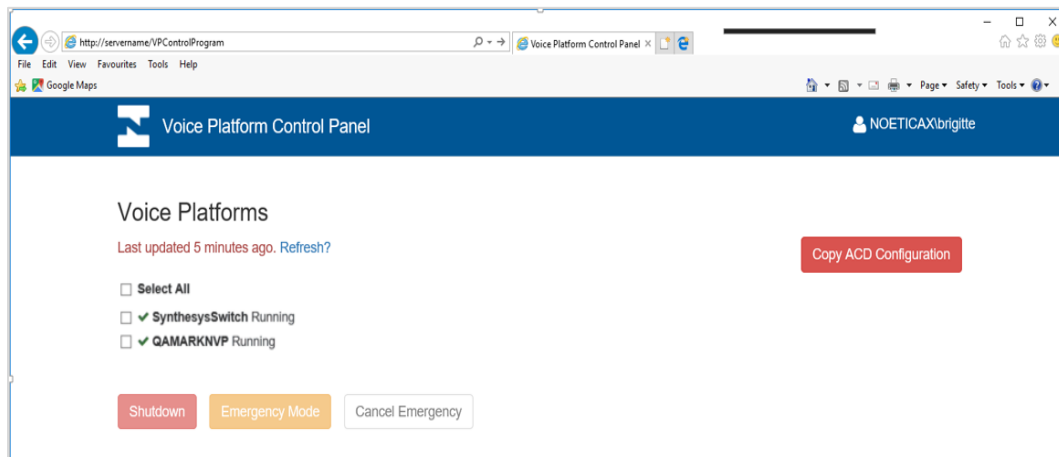 http://servername/VPControlProgram
Voice Platform Control Panel
File Edit View Favourites Tools Help
Google Maps
Page Safety Tools
Voice Platform Control Panel
NOETICAX\brigitte
Voice Platforms
Last updated 5 minutes ago. Refresh?
Copy ACD Configuration
Select All
SynthesysSwitch Running
QAMARKNVP Running
Shutdown Emergency Mode Cancel Emergency